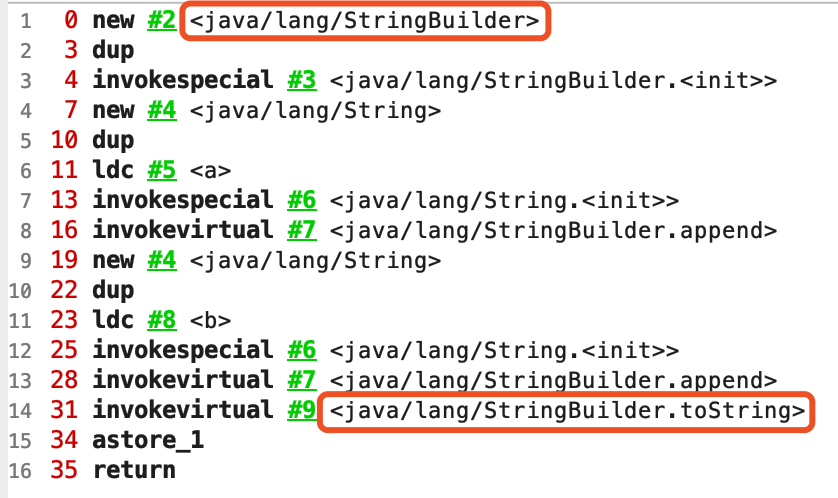 1 0 new #2 <java/lang/StringBuilder>
2 3 dup
3 4 invokespecial #3 <java/lang/StringBuilder.<init>>
4 7 new #4 <java/lang/String>
5 10 dup
6 11 ldc #5 <a>
7 13 invokespecial #6 <java/lang/String.<init>>
8 16 invokevirtual #7 <java/lang/StringBuilder.append>
9 19 new #4 <java/lang/String>
10 22 dup
11 23 ldc #8 <b>
12 25 invokespecial #6 <java/lang/String.<init>>
13 28 invokevirtual #7 <java/lang/StringBuilder.append>
14 31 invokevirtual #9 <java/lang/StringBuilder.toString>
15 34 astore_1
16 35 return